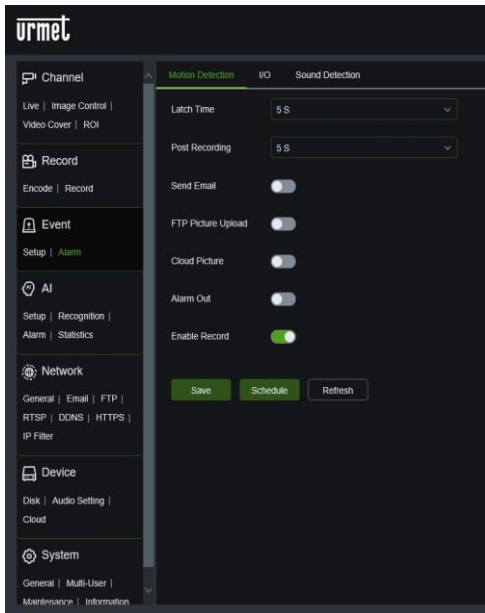 urmet
Channel
Live | Image Control |
Video Cover | ROI
Record
Encode | Record
Event
Setup | Alarm
AI
Setup | Recognition |
Alarm | Statistics
Network
General | Email | FTP |
RTSP | DDNS | HTTPS |
IP Filter
Device
Disk | Audio Setting |
Cloud
System
General | Multi-User |
Maintenance | Information
Motion Detection I/O Sound Detection
Latch Time 5 S
Post Recording 5 S
Send Email
FTP Picture Upload
Cloud Picture
Alarm Out
Enable Record
Save Schedule Refresh